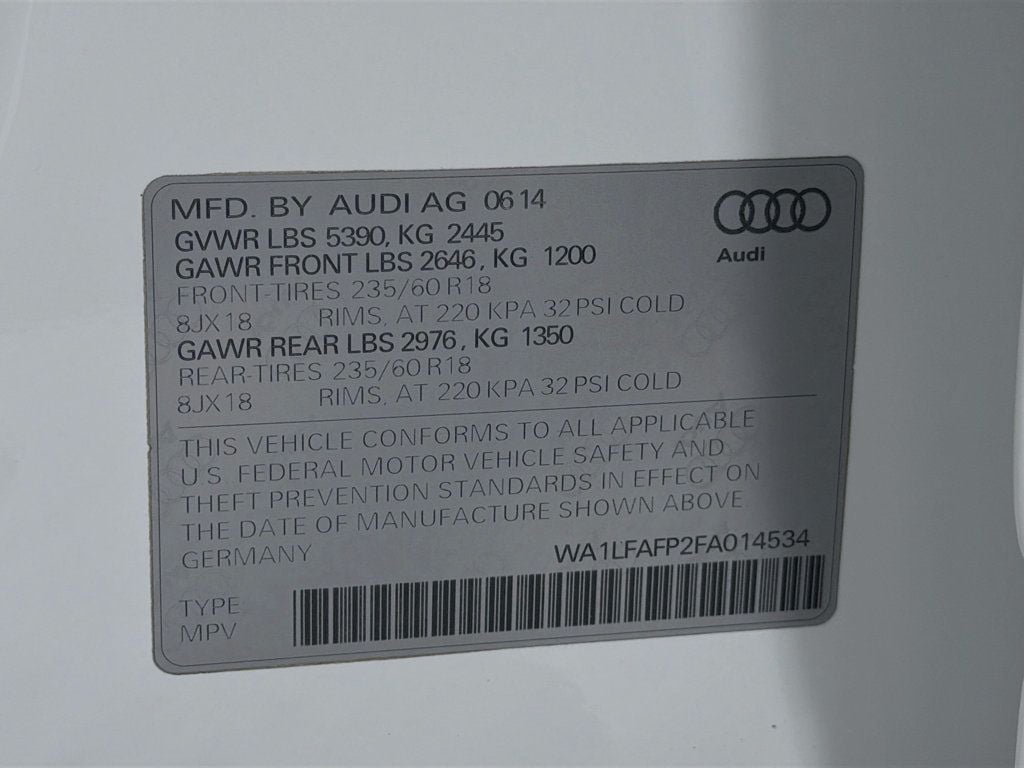 MFD. BY AUDI AG 0614
GVWR LBS 5390, KG 2445
GAWR FRONT LBS 2646, KG 1200
FRONT-TIRES 235/60 R18
8JX18 RIMS, AT 220 KPA 32 PSI COLD
GAWR REAR LBS 2976, KG 1350
REAR-TIRES 235/60 R18
8JX18 RIMS, AT 220 KPA 32 PSI COLD
Audi
THIS VEHICLE CONFORMS TO ALL APPLICABLE
U.S. FEDERAL MOTOR VEHICLE SAFETY AND
THEFT PREVENTION STANDARDS IN EFFECT ON
THE DATE OF MANUFACTURE SHOWN ABOVE
GERMANY WA1LFAFP2FA014534
TYPE
MPV